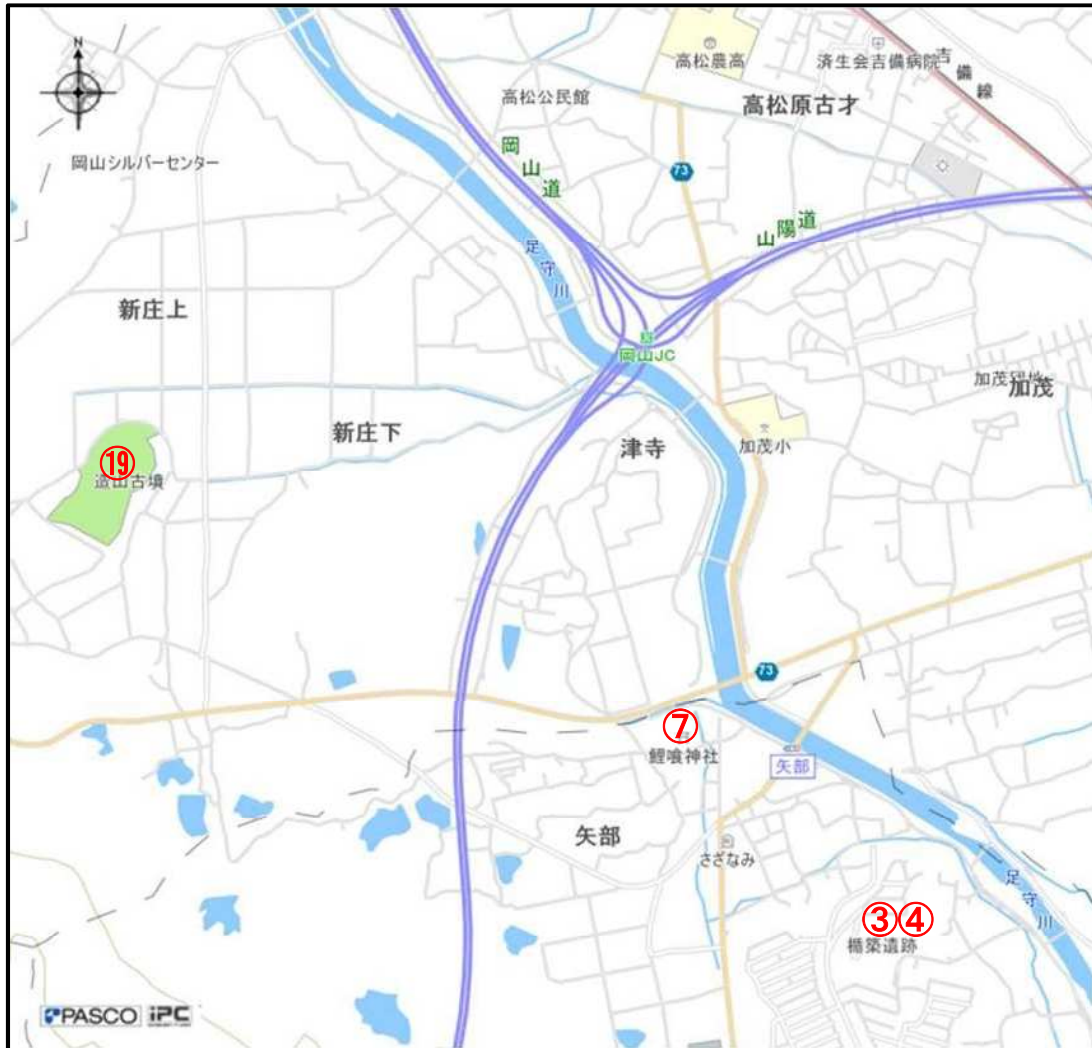 N
高松農高
済生会吉備病院
吉備線
高松公民館
高松原古才
岡山シルバーセンター
岡山道
73
山陽道
足守川
新庄上
岡山JC
加茂
新庄下
津寺
加茂小
⑲
造山古墳
73
⑦
鯉喰神社
矢部
矢部
さざなみ
足守川
③④
楯築遺跡
PASCO iPC